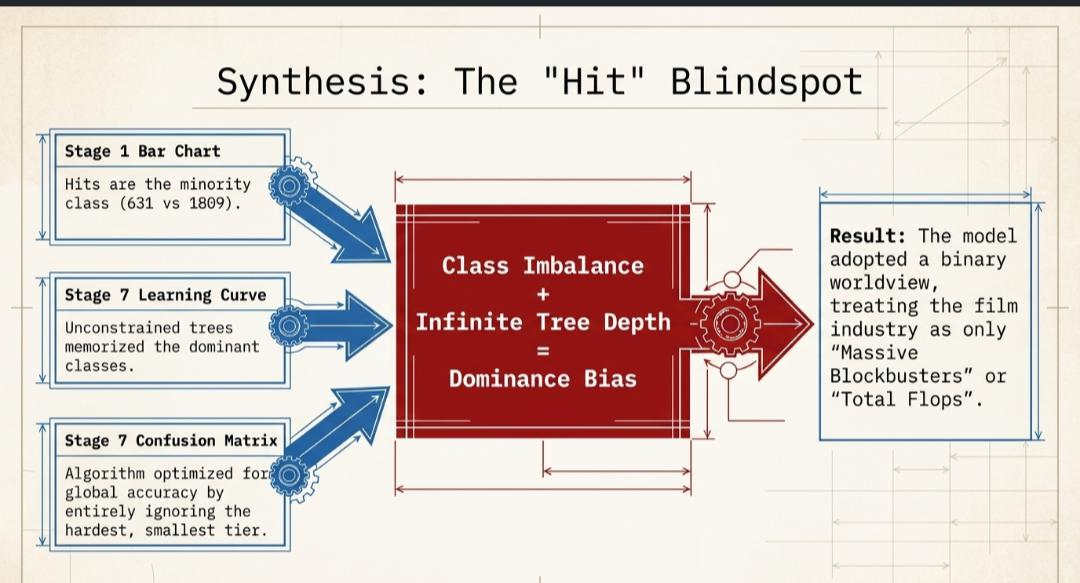 Synthesis: The "Hit" Blindspot
Stage 1 Bar Chart
Hits are the minority
class (631 vs 1809).
Stage 7 Learning Curve
Unconstrained trees
memorized the dominant
classes.
Stage 7 Confusion Matrix
Algorithm optimized for
global accuracy by
entirely ignoring the
hardest, smallest tier.
Class Imbalance
+
Infinite Tree Depth
=
Dominance Bias
Result: The model
adopted a binary
worldview,
treating the film
industry as only
“Massive
Blockbusters” or
“Total Flops”.